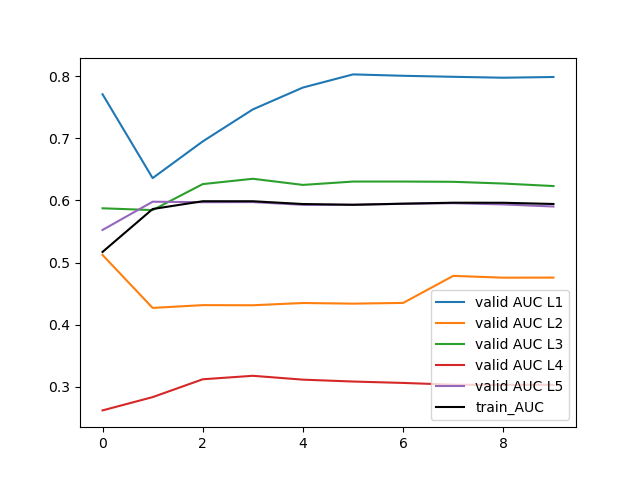 0.8
0.7
0.6
0.5
0.4
0.3
valid AUC L1
valid AUC L2
valid AUC L3
valid AUC L4
valid AUC L5
train_AUC
0 2 4 6 8